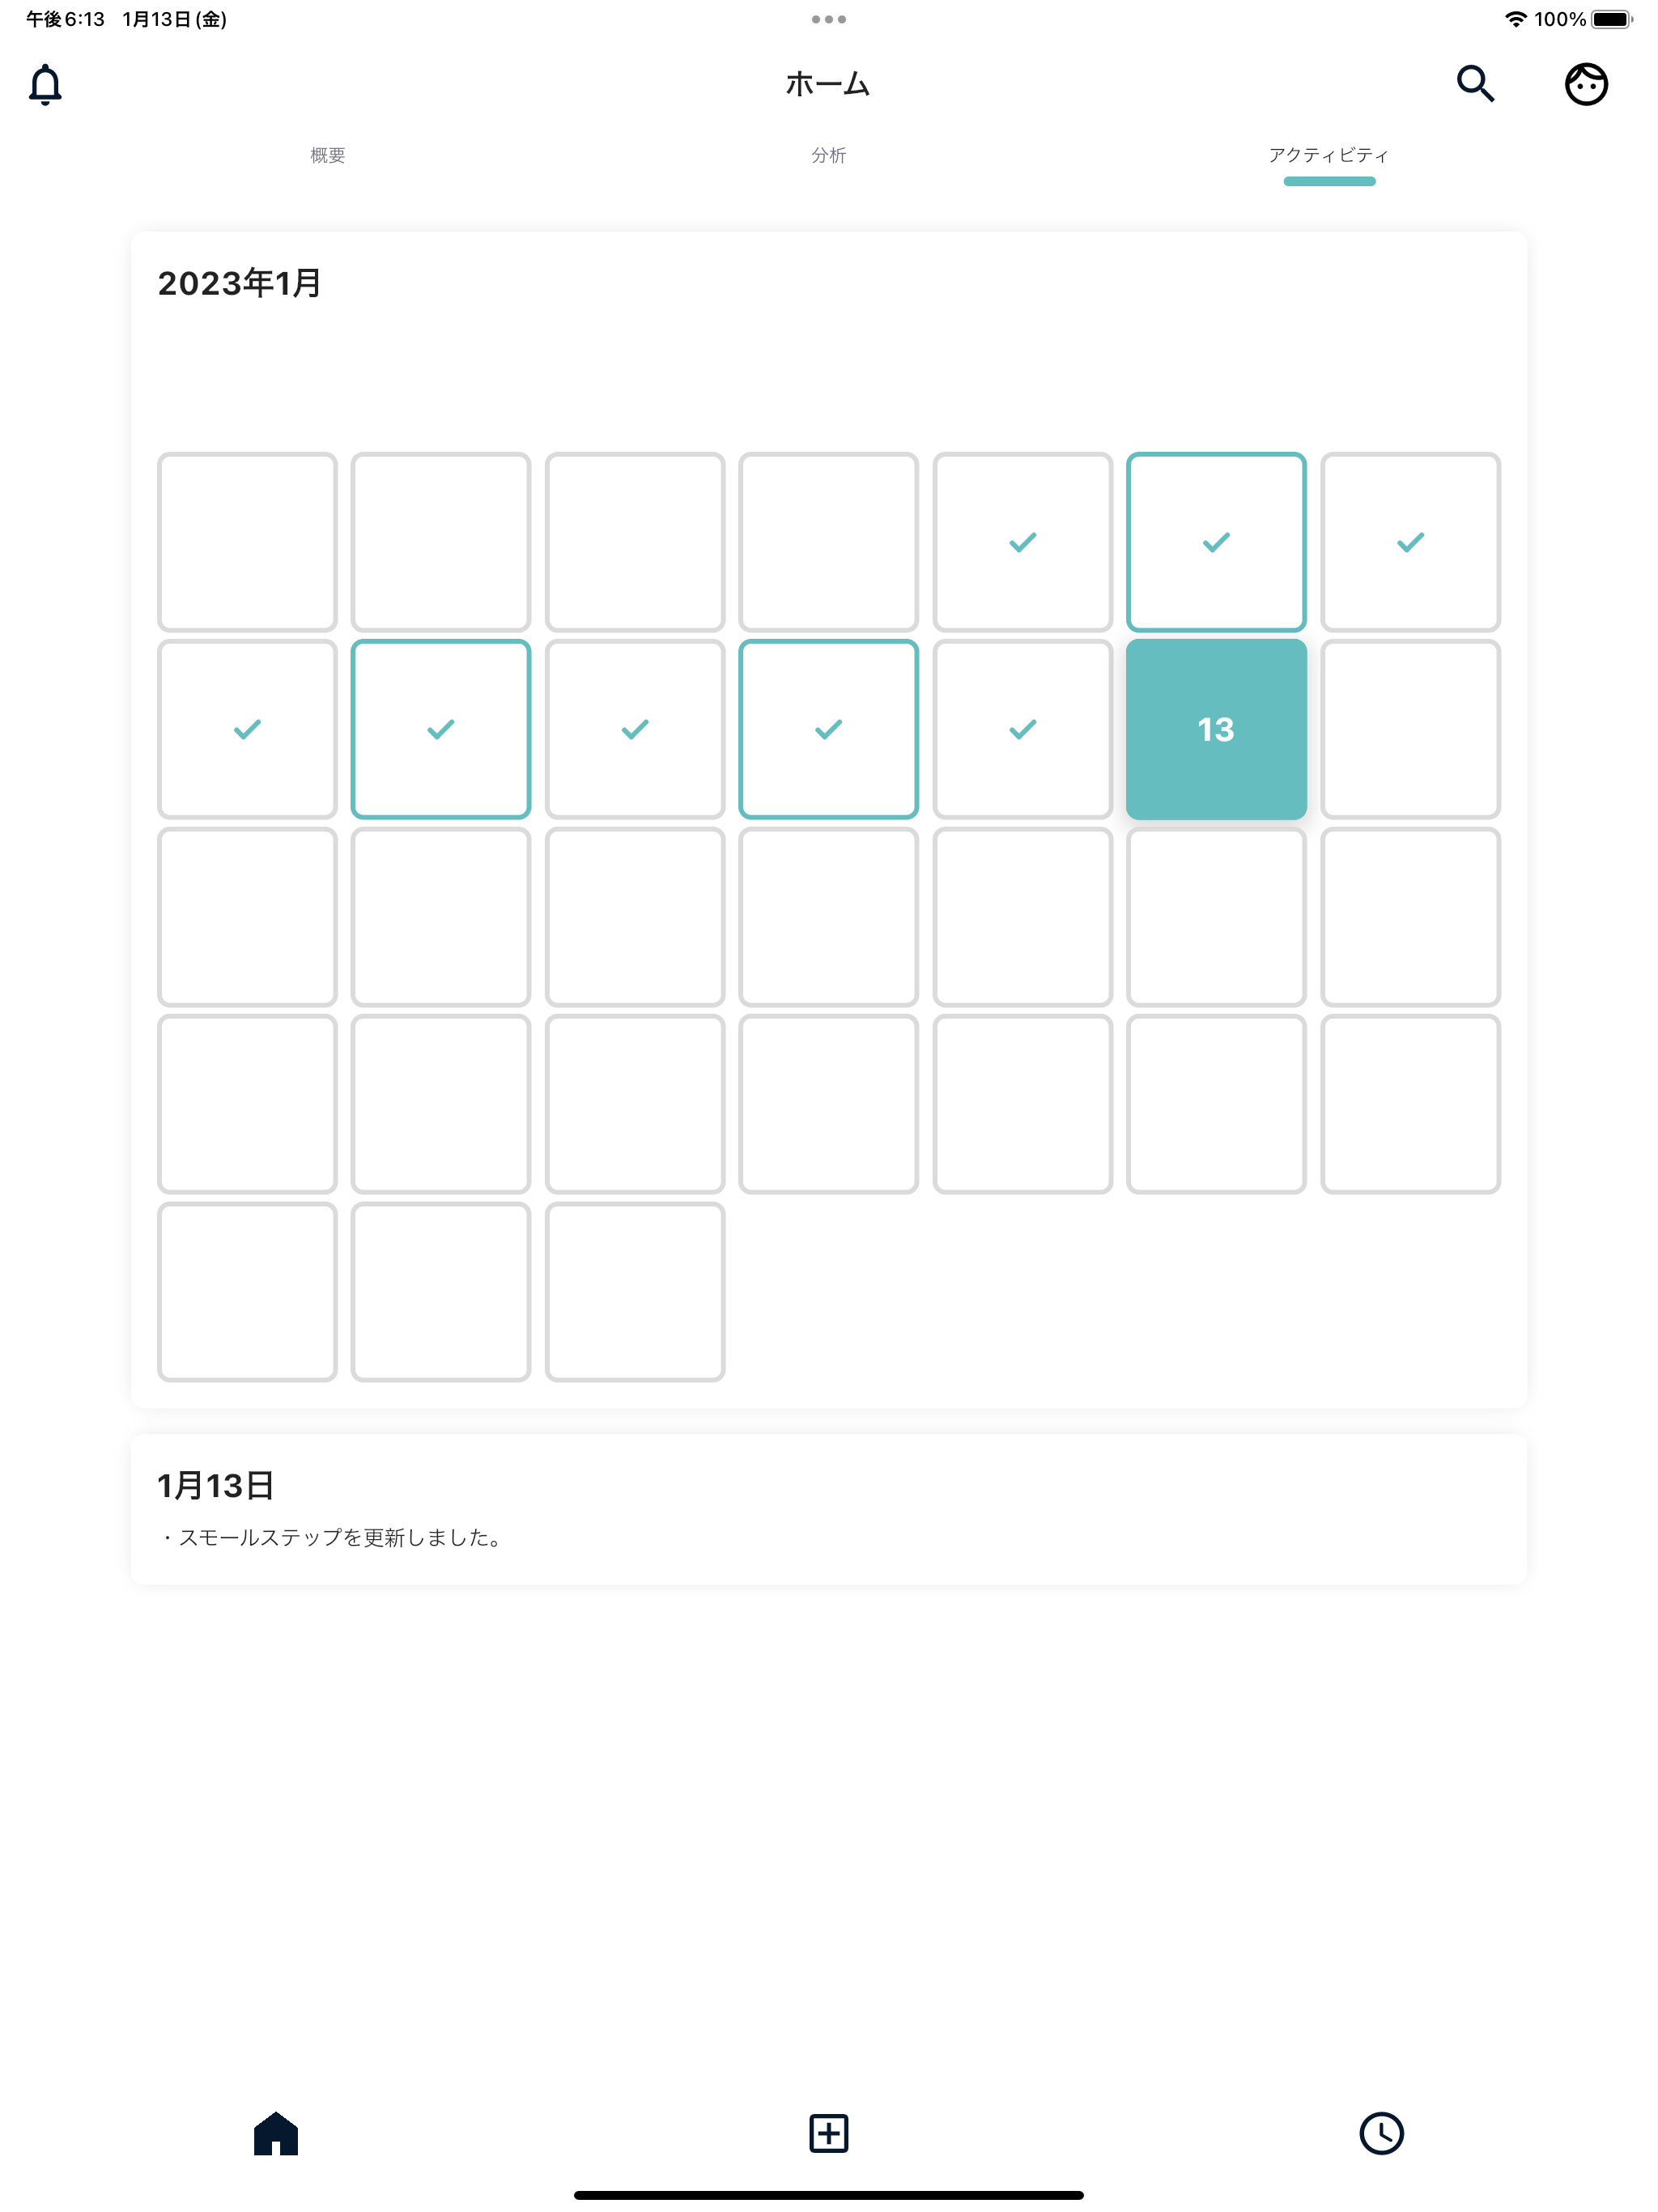 午後6:13 1月13日(金)
100%
ホーム
概要
分析
アクティビティ
2023年1月
13
1月13日
・スモールステップを更新しました。